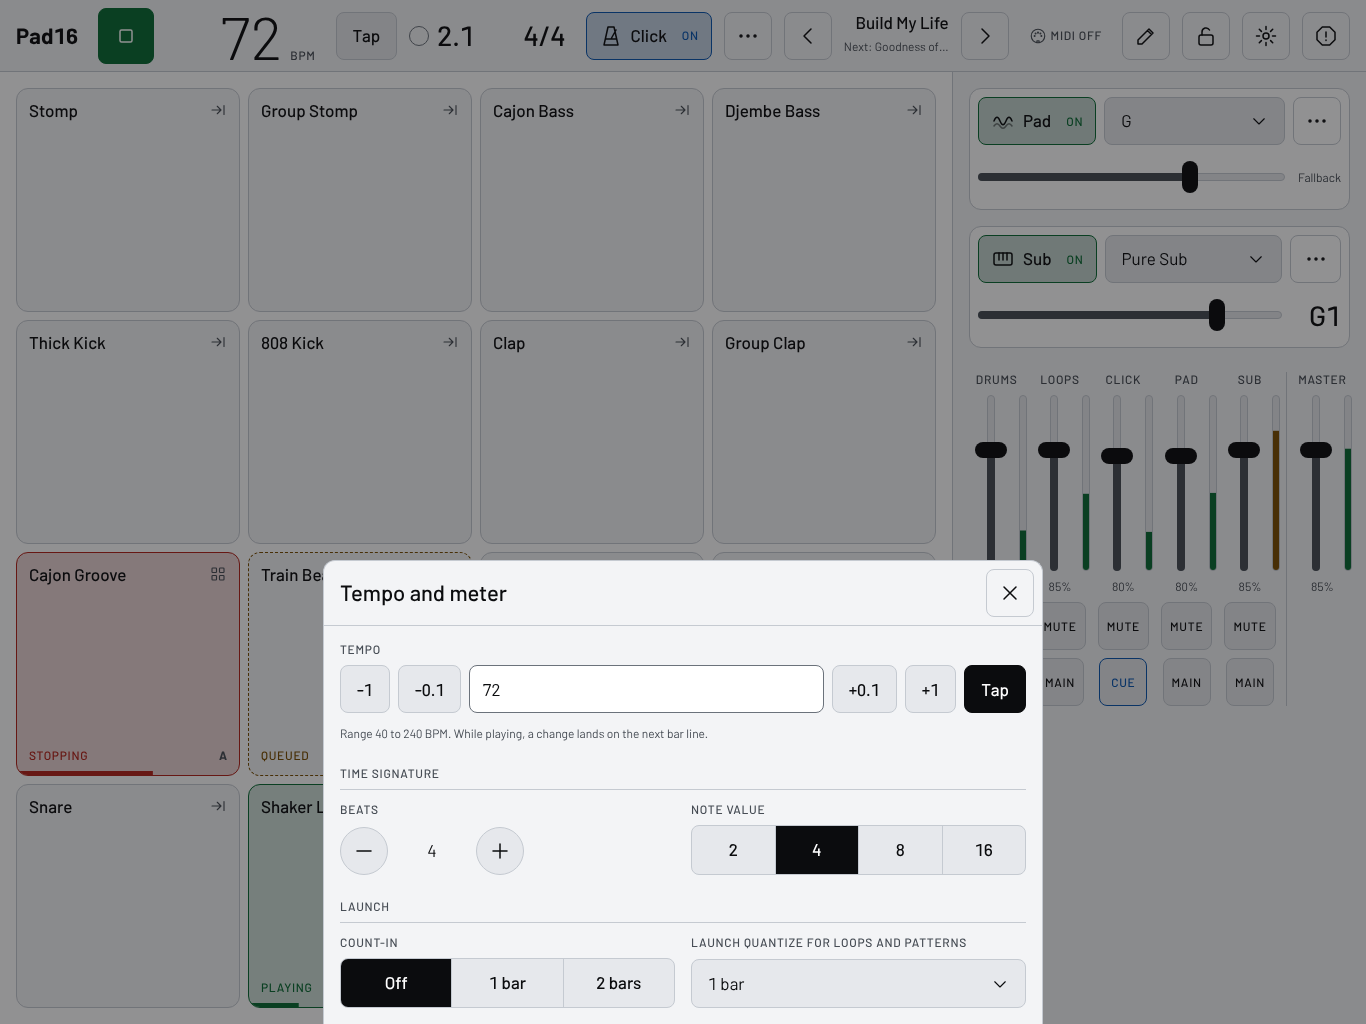 Pad16
72 BPM
Tap
2.1
4/4
Click ON
Build My Life
Next: Goodness of...
MIDI OFF
Stomp
Group Stomp
Cajon Bass
Djembe Bass
Pad ON
G
Fallback
Sub ON
Pure Sub
G1
Thick Kick
808 Kick
Clap
Group Clap
DRUMS LOOPS CLICK PAD SUB MASTER
85% 80% 80% 85% 85%
MUTE MUTE MUTE MUTE
MAIN CUE MAIN MAIN
Cajon Groove
STOPPING A
Train Be
QUEUED
Snare
Shaker L
PLAYING
Tempo and meter
TEMPO
-1
-0.1
72
+0.1
+1
Tap
Range 40 to 240 BPM. While playing, a change lands on the next bar line.
TIME SIGNATURE
BEATS
4
NOTE VALUE
2 4 8 16
LAUNCH
COUNT-IN
Off 1 bar 2 bars
LAUNCH QUANTIZE FOR LOOPS AND PATTERNS
1 bar